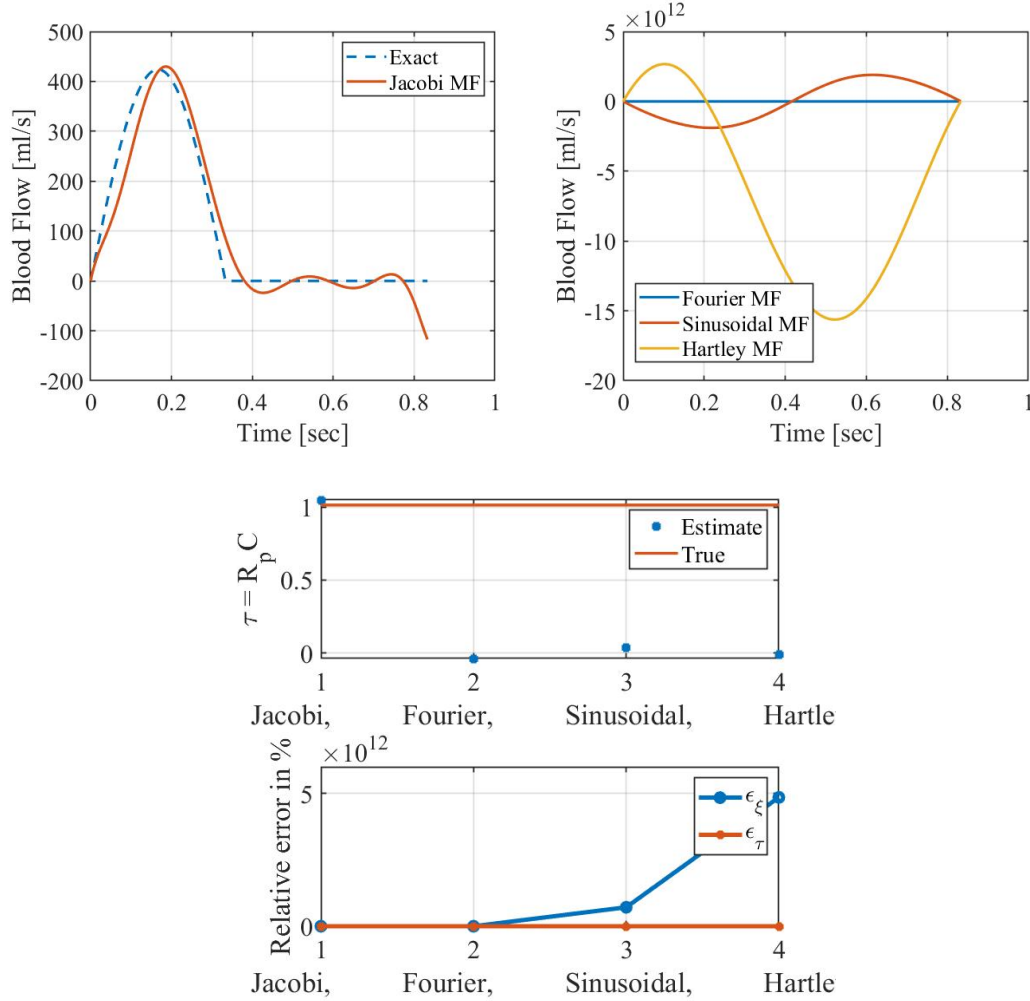 500
400
300
200
100
0
-100
-200
Blood Flow [ml/s]
0 0.2 0.4 0.6 0.8 1
Time [sec]
Exact
Jacobi MF
×10^12
5
0
-5
-10
-15
-20
Blood Flow [ml/s]
0 0.2 0.4 0.6 0.8 1
Time [sec]
Fourier MF
Sinusoidal MF
Hartley MF
1
0.5
0
τ = R_p C
Estimate
True
1 2 3 4
Jacobi, Fourier, Sinusoidal, Hartle
×10^12
5
0
Relative error in %
ϵ_ξ
ϵ_τ
1 2 3 4
Jacobi, Fourier, Sinusoidal, Hartle